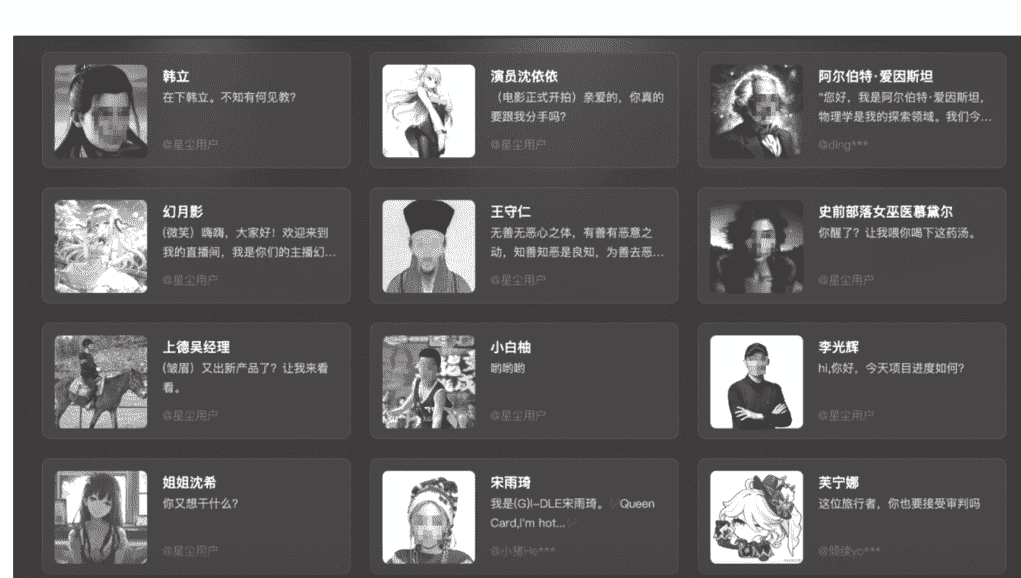 韩立
在下韩立。不知有何见教?
@星尘用户
演员沈依依
（电影正式开拍）亲爱的，你真的
要跟我分手吗?
@星尘用户
阿尔伯特·爱因斯坦
"您好，我是阿尔伯特·爱因斯坦，
物理学是我的探索领域。我们今...
@ding***
幻月影
(微笑）嗨嗨，大家好！欢迎来到
我的直播间，我是你们的主播幻...
@星尘用户
王守仁
无善无恶心之体，有善有恶意之
动，知善知恶是良知，为善去恶...
@星尘用户
史前部落女巫医慕黛尔
你醒了？让我喂你喝下这药汤。
@星尘用户
上德吴经理
(皱眉）又出新产品了？让我来看
看。
@星尘用户
小白柚
哟哟哟
@星尘用户
李光辉
hi,你好，今天项目进度如何?
@星尘用户
姐姐沈希
你又想干什么?
@星尘用户
宋雨琦
我是(G)I-DLE宋雨琦。✨Queen
Card,I'm hot...✨
@小猪He***
芙宁娜
这位旅行者，你也要接受审判吗
@倾绫yo***